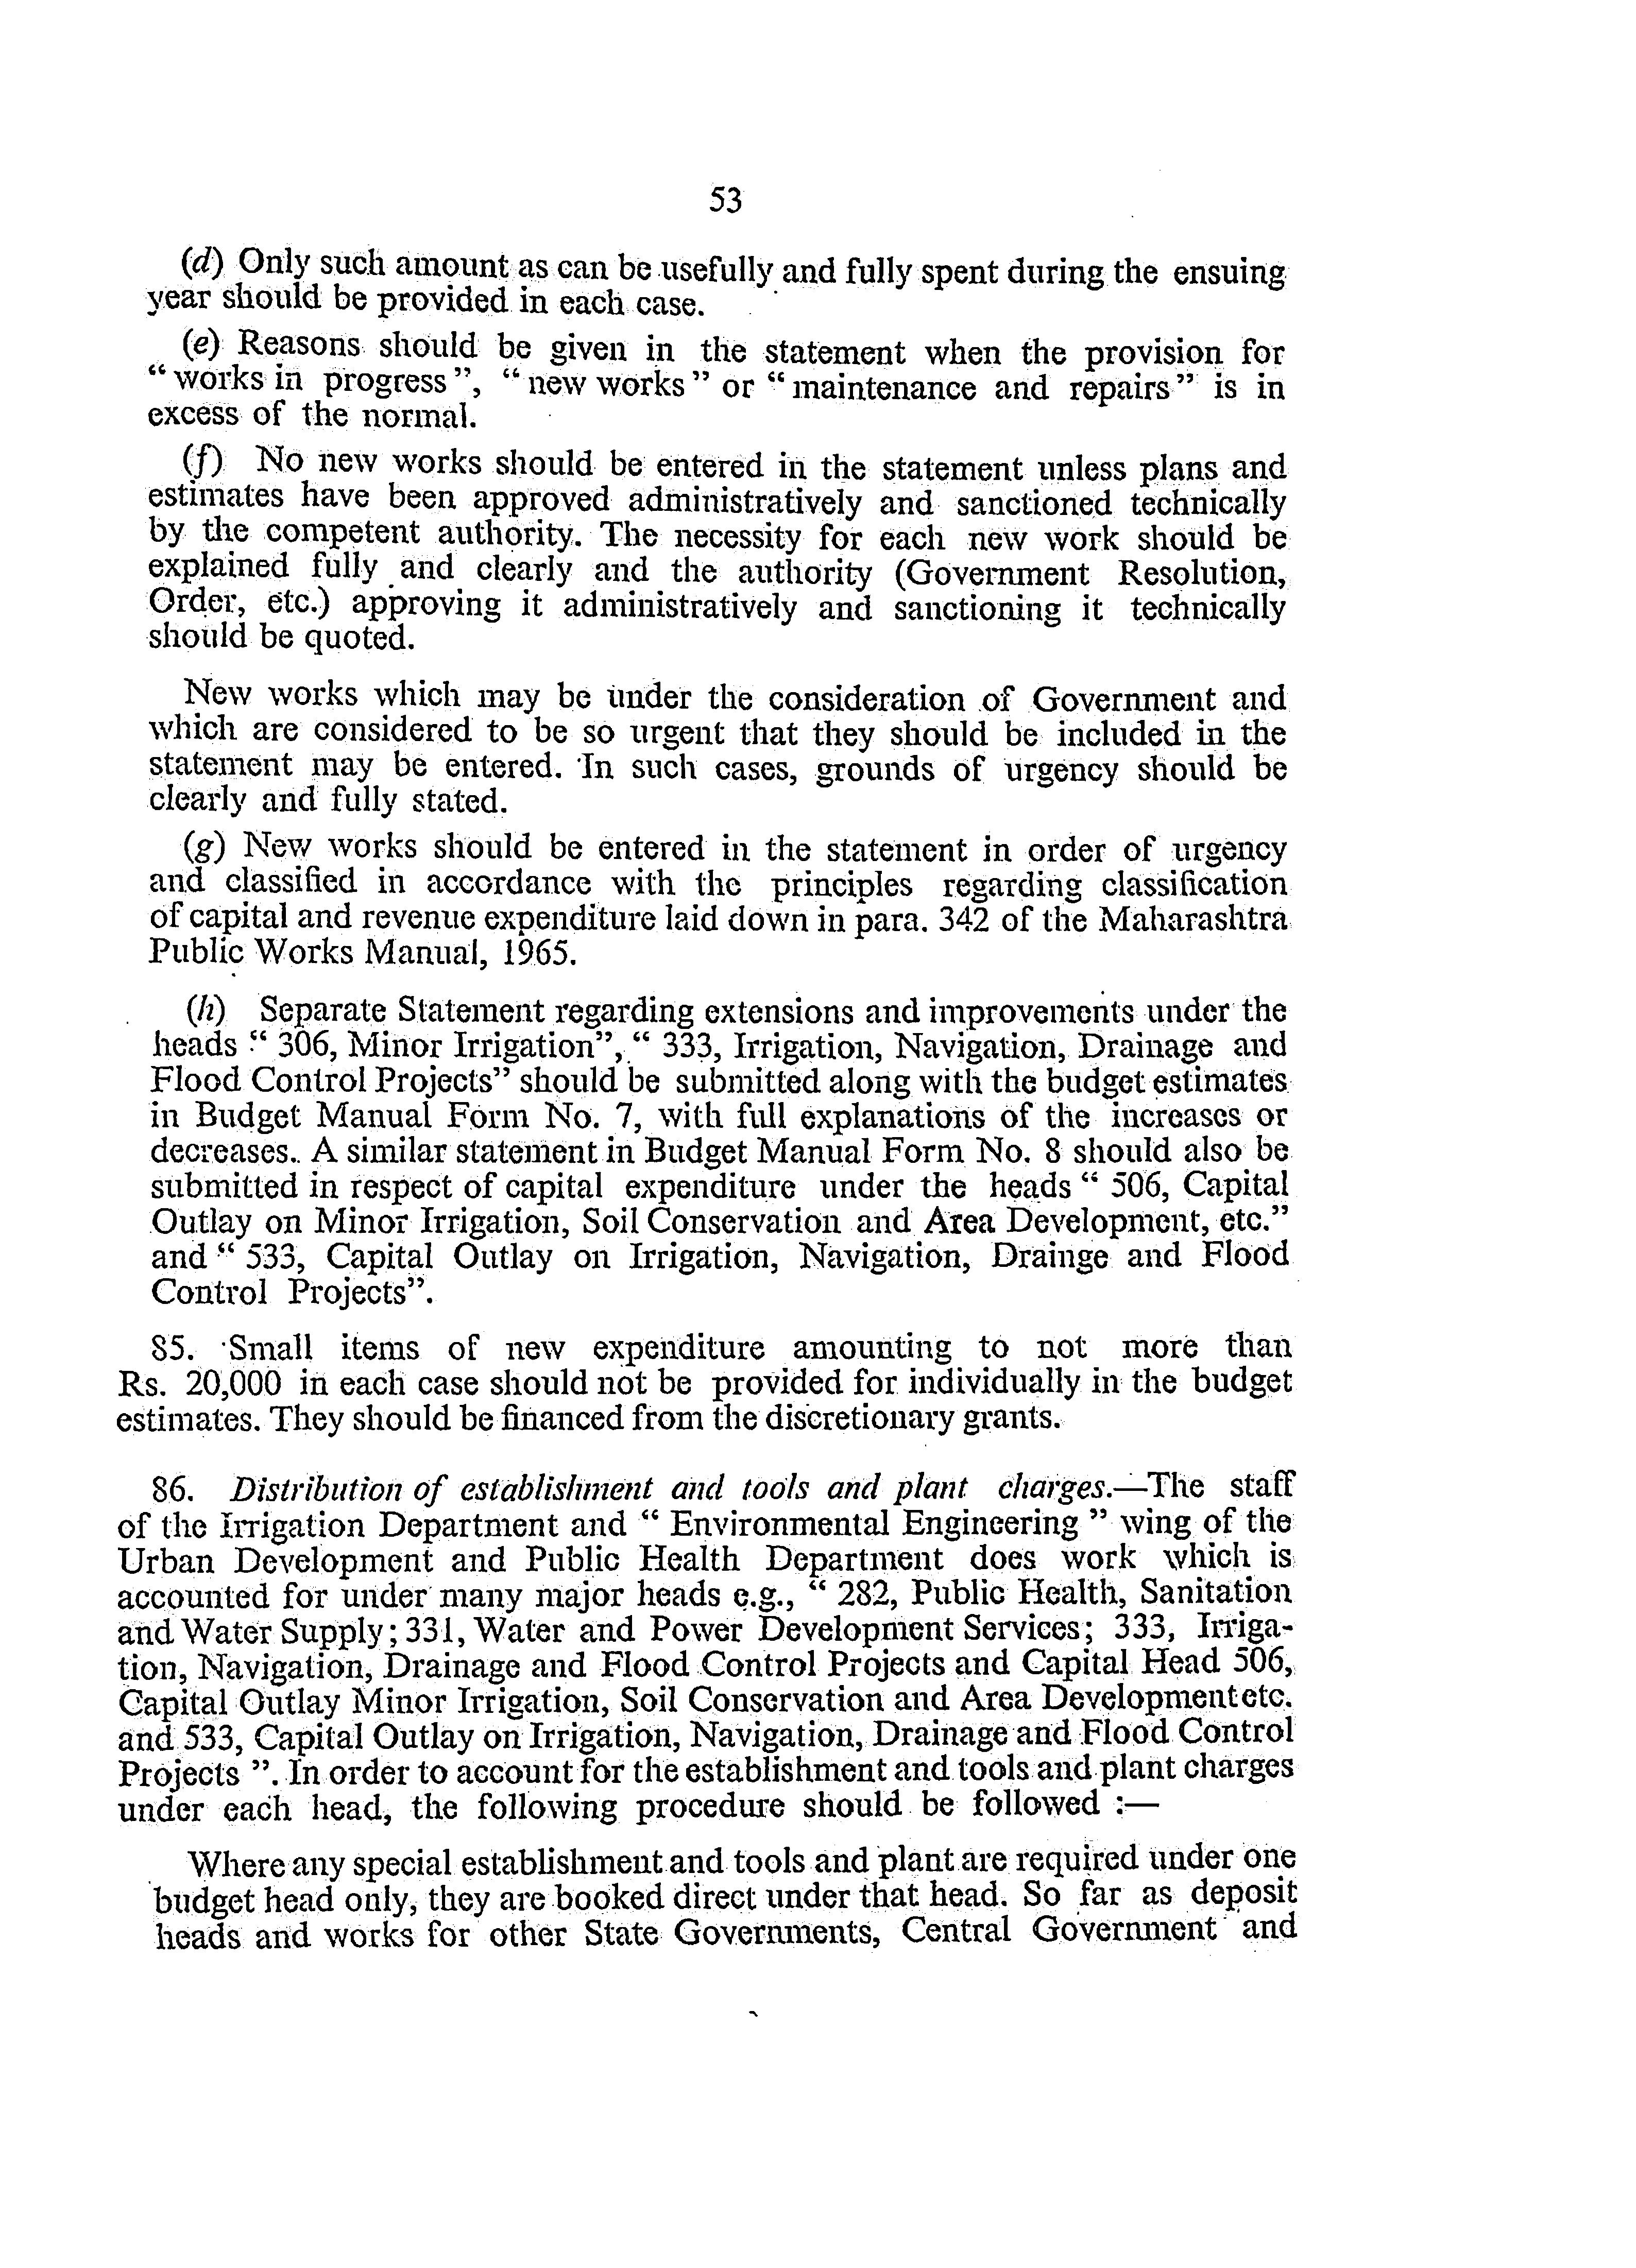 53
(d) Only such amount as can be usefully and fully spent during the ensuing
year should be provided in each case.
(e) Reasons should be given in the statement when the provision for
“ works in progress ”, “ new works ” or “ maintenance and repairs ” is in
excess of the normal.
(f) No new works should be entered in the statement unless plans and
estimates have been approved administratively and sanctioned technically
by the competent authority. The necessity for each new work should be
explained fully and clearly and the authority (Government Resolution,
Order, etc.) approving it administratively and sanctioning it technically
should be quoted.
New works which may be under the consideration of Government and
which are considered to be so urgent that they should be included in the
statement may be entered. In such cases, grounds of urgency should be
clearly and fully stated.
(g) New works should be entered in the statement in order of urgency
and classified in accordance with the principles regarding classification
of capital and revenue expenditure laid down in para. 342 of the Maharashtra
Public Works Manual, 1965.
(h) Separate Statement regarding extensions and improvements under the
heads “ 306, Minor Irrigation”, “ 333, Irrigation, Navigation, Drainage and
Flood Control Projects” should be submitted along with the budget estimates
in Budget Manual Form No. 7, with full explanations of the increases or
decreases. A similar statement in Budget Manual Form No. 8 should also be
submitted in respect of capital expenditure under the heads “ 506, Capital
Outlay on Minor Irrigation, Soil Conservation and Area Development, etc.”
and “ 533, Capital Outlay on Irrigation, Navigation, Drainge and Flood
Control Projects”.
85. Small items of new expenditure amounting to not more than
Rs. 20,000 in each case should not be provided for individually in the budget
estimates. They should be financed from the discretionary grants.
86. Distribution of establishment and tools and plant charges.—The staff
of the Irrigation Department and “ Environmental Engineering ” wing of the
Urban Development and Public Health Department does work which is
accounted for under many major heads e.g., “ 282, Public Health, Sanitation
and Water Supply; 331, Water and Power Development Services; 333, Irriga-
tion, Navigation, Drainage and Flood Control Projects and Capital Head 506,
Capital Outlay Minor Irrigation, Soil Conservation and Area Development etc.
and 533, Capital Outlay on Irrigation, Navigation, Drainage and Flood Control
Projects ”. In order to account for the establishment and tools and plant charges
under each head, the following procedure should be followed :—
Where any special establishment and tools and plant are required under one
budget head only, they are booked direct under that head. So far as deposit
heads and works for other State Governments, Central Government and